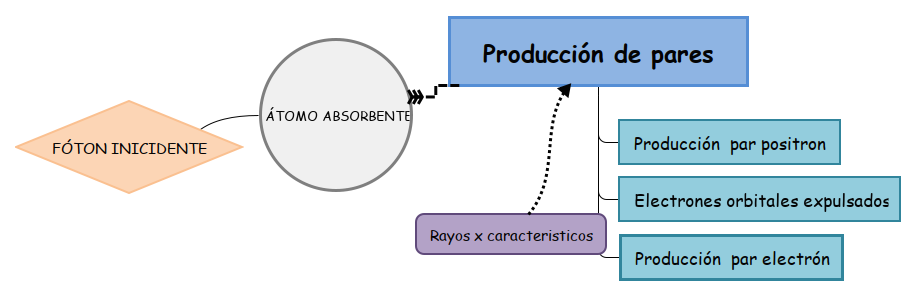 Producción de pares
FÓTON INICIDENTE
ÁTOMO ABSORBENTE
Producción par positron
Electrones orbitales expulsados
Rayos x caracteristicos
Producción par electrón